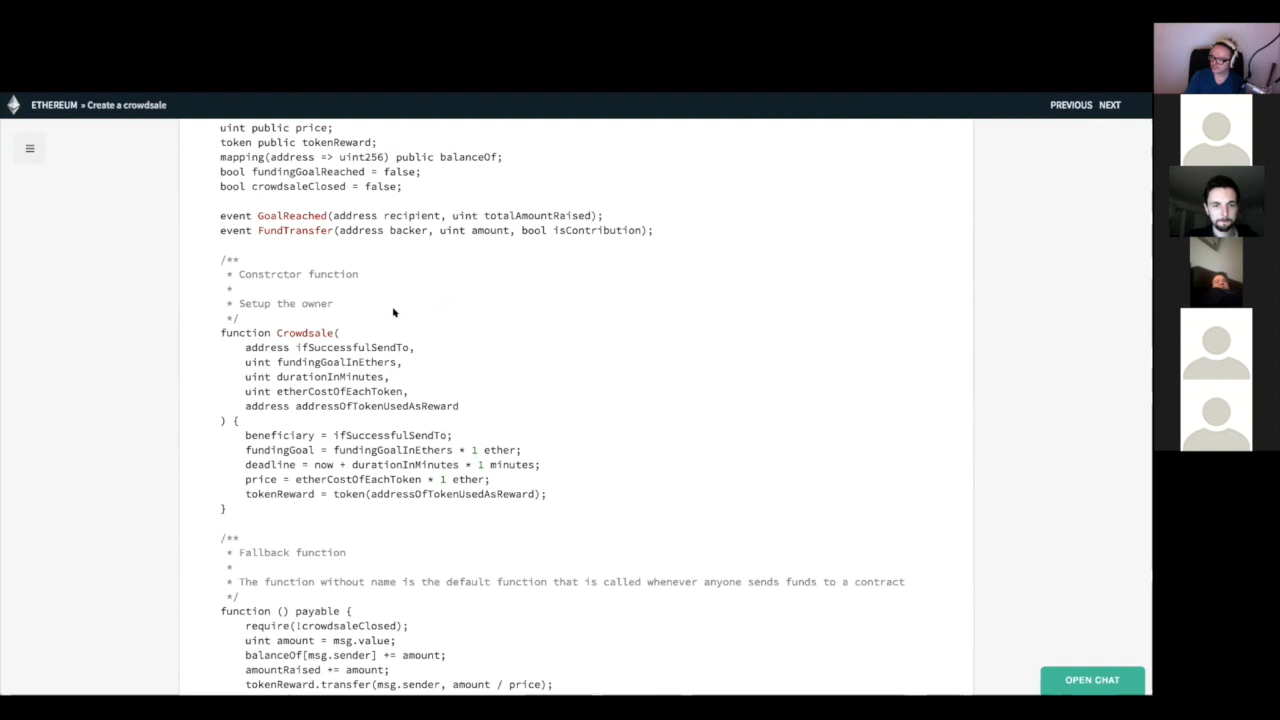 ETHEREUM » Create a crowdsale
PREVIOUS NEXT
uint public price;
token public tokenReward;
mapping(address => uint256) public balanceOf;
bool fundingGoalReached = false;
bool crowdsaleClosed = false;
event GoalReached(address recipient, uint totalAmountRaised);
event FundTransfer(address backer, uint amount, bool isContribution);
/**
* Constrctor function
*
* Setup the owner
*/
function Crowdsale(
address ifSuccessfulSendTo,
uint fundingGoalInEthers,
uint durationInMinutes,
uint etherCostOfEachToken,
address addressOfTokenUsedAsReward
) {
beneficiary = ifSuccessfulSendTo;
fundingGoal = fundingGoalInEthers * 1 ether;
deadline = now + durationInMinutes * 1 minutes;
price = etherCostOfEachToken * 1 ether;
tokenReward = token(addressOfTokenUsedAsReward);
}
/**
* Fallback function
*
* The function without name is the default function that is called whenever anyone sends funds to a contract
*/
function () payable {
require(!crowdsaleClosed);
uint amount = msg.value;
balanceOf[msg.sender] += amount;
amountRaised += amount;
tokenReward.transfer(msg.sender, amount / price);
OPEN CHAT